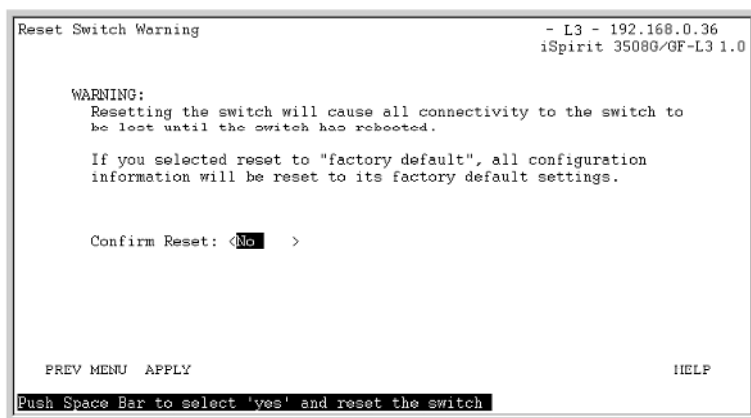 Reset Switch Warning - L3 - 192.168.0.36
iSpirit 3508G/GF-L3 1.0
WARNING:
Resetting the switch will cause all connectivity to the switch to
be lost until the switch has rebooted.
If you selected reset to "factory default", all configuration
information will be reset to its factory default settings.
Confirm Reset: <No >
PREV MENU APPLY HELP
Push Space Bar to select 'yes' and reset the switch